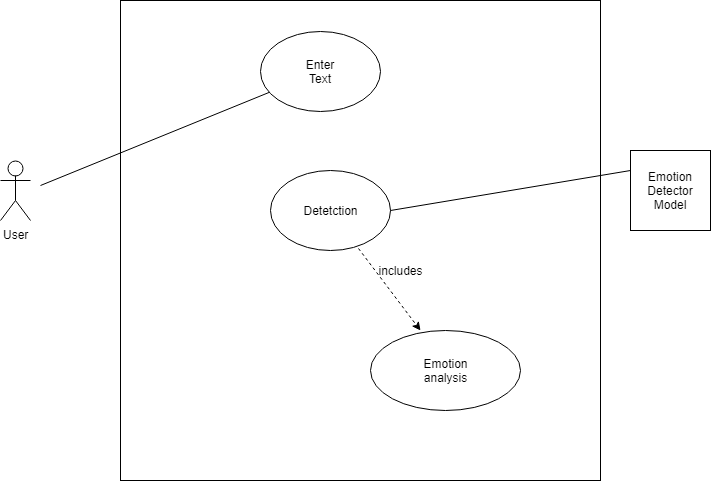 Enter
Text
User
Detetction
Emotion
Detector
Model
includes
Emotion
analysis